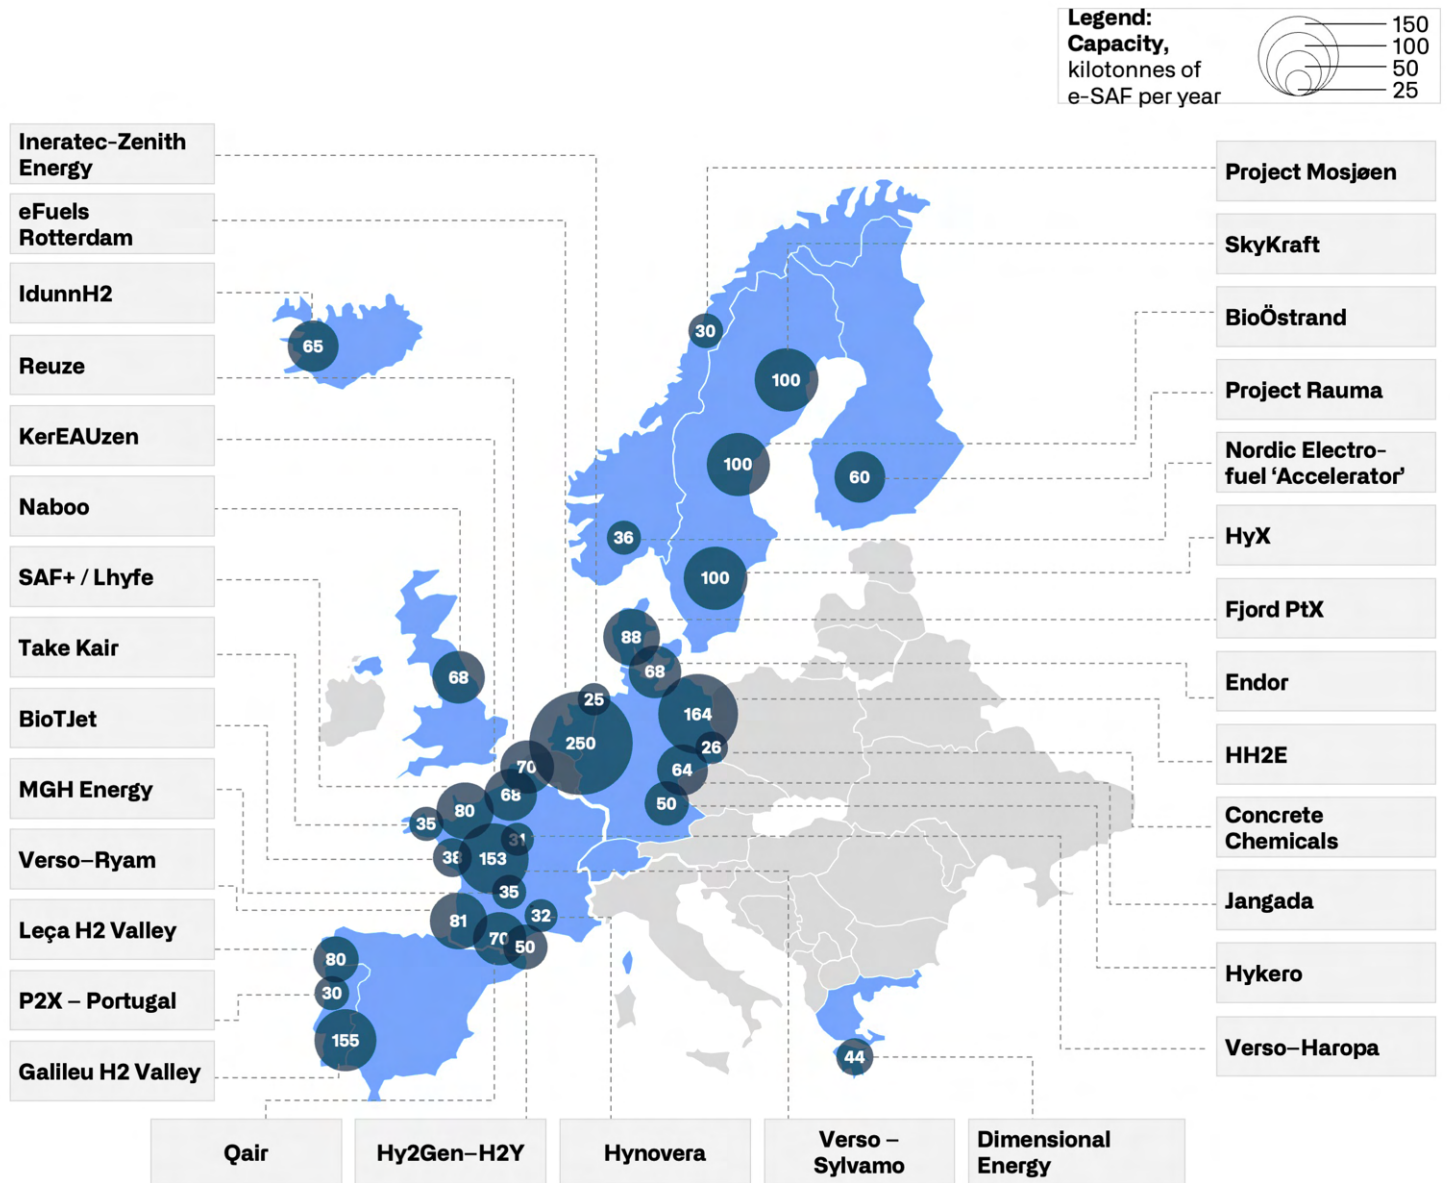 Legend:
Capacity,
kilotonnes of
e-SAF per year
150
100
50
25
Ineratec-Zenith
Energy
eFuels
Rotterdam
IdunnH2
Reuze
KerEAUzen
Naboo
SAF+ / Lhyfe
Take Kair
BioTJet
MGH Energy
Verso–Ryam
Leça H2 Valley
P2X – Portugal
Galileu H2 Valley
Project Mosjøen
SkyKraft
BioÖstrand
Project Rauma
Nordic Electro-
fuel ‘Accelerator’
HyX
Fjord PtX
Endor
HH2E
Concrete
Chemicals
Jangada
Hykero
Verso–Haropa
Qair
Hy2Gen–H2Y
Hynovera
Verso –
Sylvamo
Dimensional
Energy
30
65
100
100
60
36
100
88
68
68
25
164
250
26
70
64
68
50
80
35
31
38
153
35
81
32
70
50
80
30
155
44